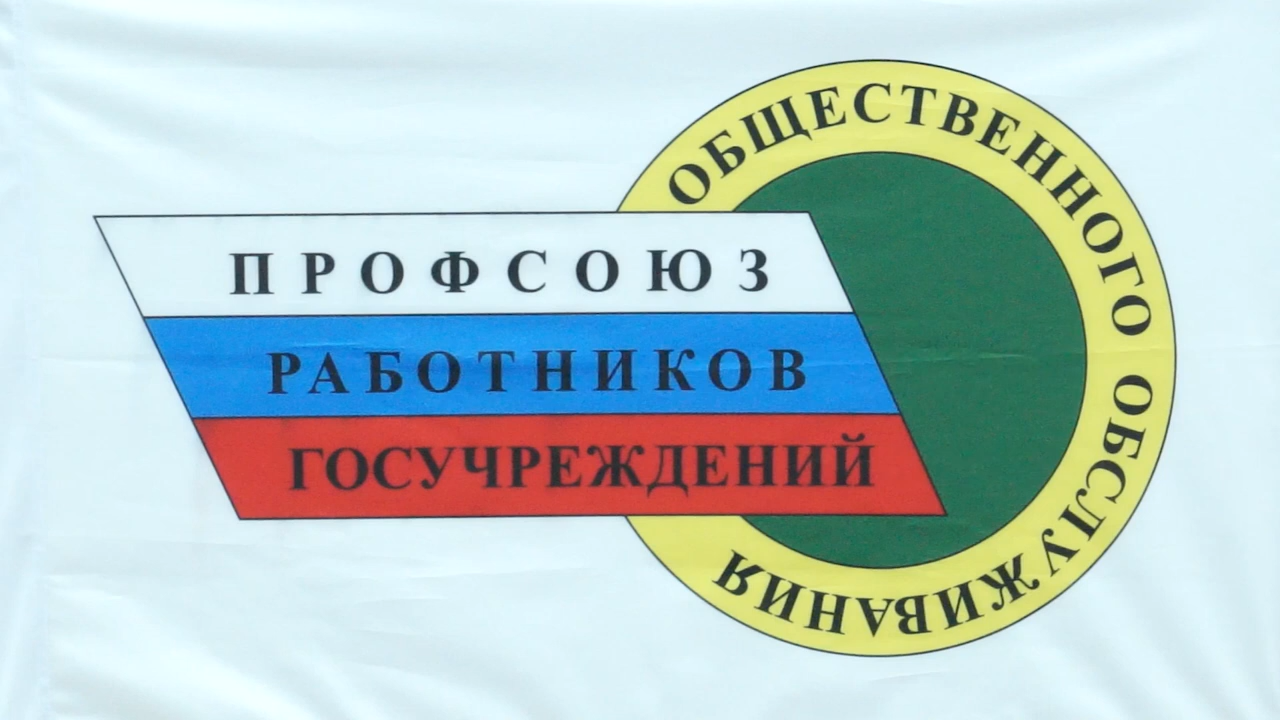 ПРОФСОЮЗ
РАБОТНИКОВ
ГОСУЧРЕЖДЕНИЙ
ОБЩЕСТВЕННОГО ОБСЛУЖИВАНИЯ